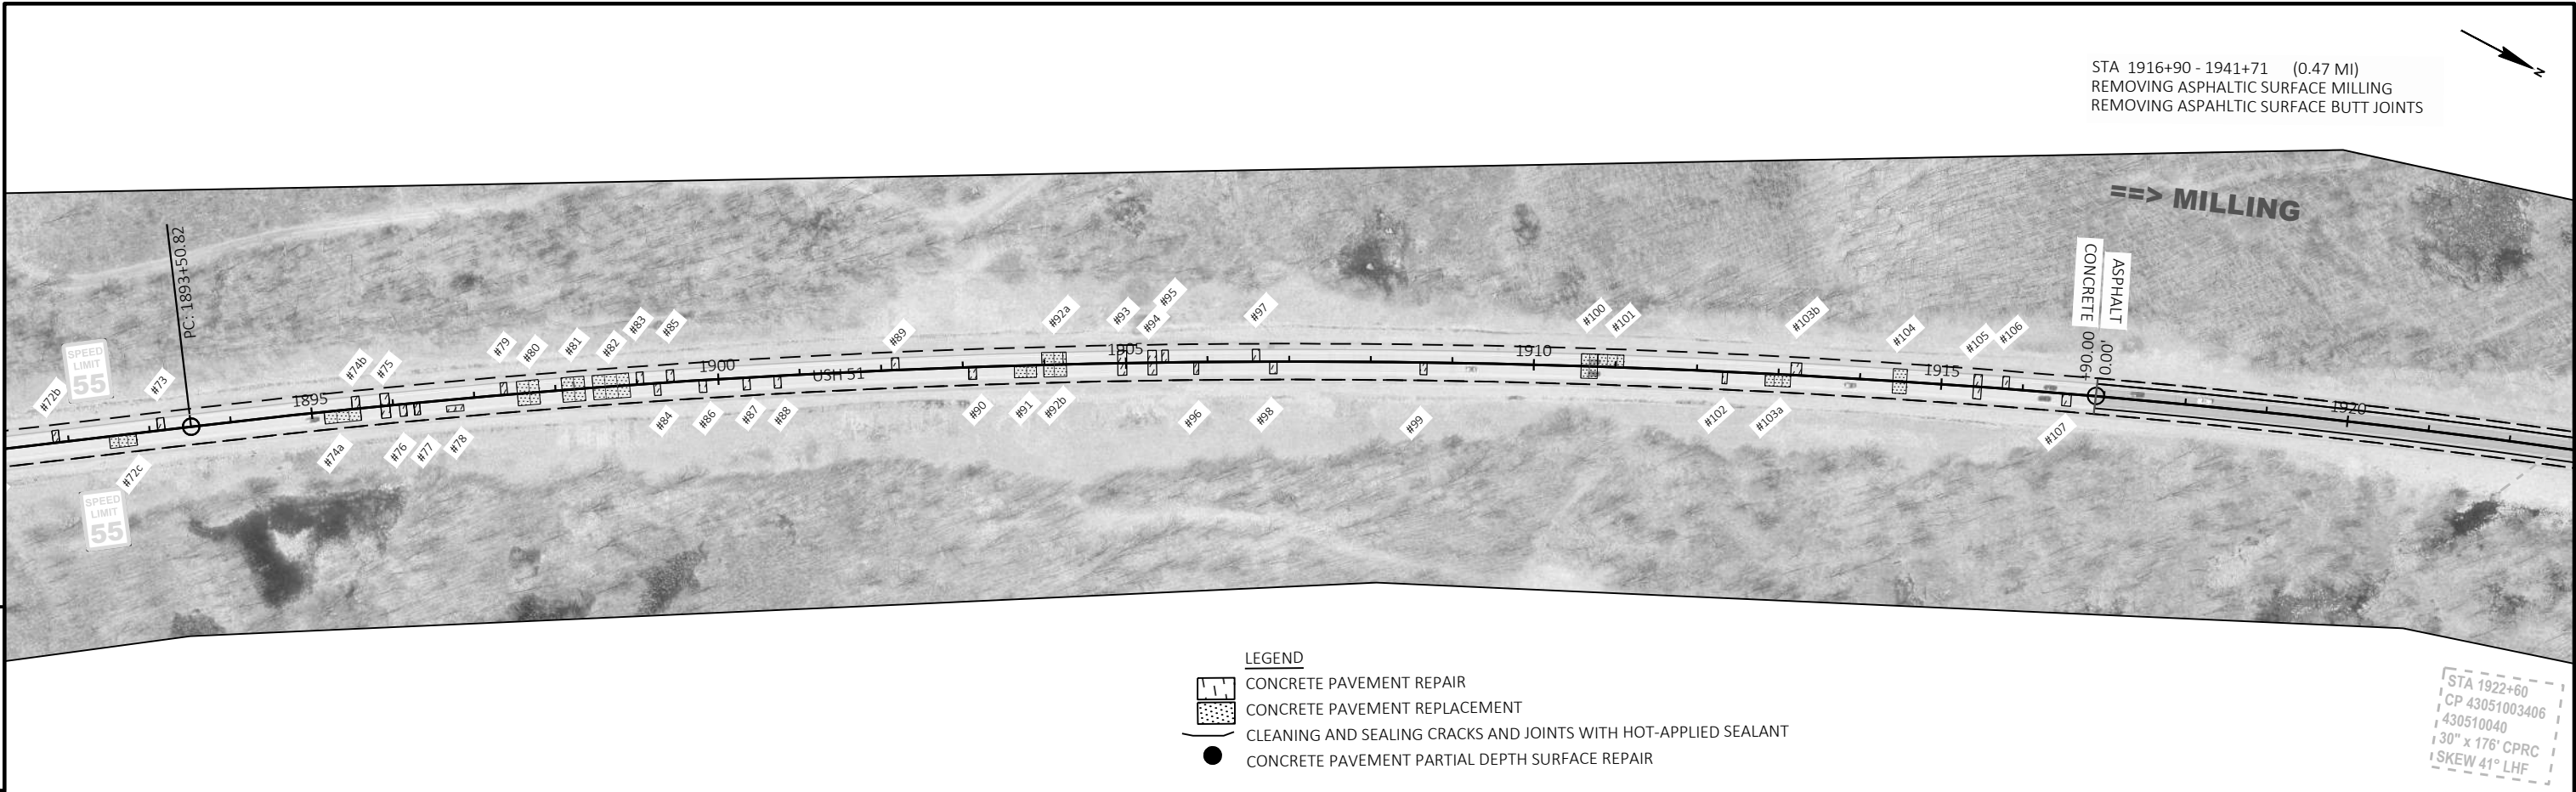 STA 1916+90 - 1941+71 (0.47 MI)
REMOVING ASPHALTIC SURFACE MILLING
REMOVING ASPAHLTIC SURFACE BUTT JOINTS
N
==> MILLING
PC: 1893+50.82
SPEED
LIMIT
55
SPEED
LIMIT
55
#72b
#72c
#73
1895
#74a
#74b
#75
#76
#77
#78
#79
#80
#81
#82
#83
#84
#85
#86
1900
#87
#88
USH 51
#89
#90
#91
#92a
#92b
#93
1905
#94
#95
#96
#97
#98
#99
1910
#100
#101
#102
#103a
#103b
#104
1915
#105
#106
#107
CONCRETE
ASPHALT
+90.00
0.00'
1920
LEGEND
CONCRETE PAVEMENT REPAIR
CONCRETE PAVEMENT REPLACEMENT
CLEANING AND SEALING CRACKS AND JOINTS WITH HOT-APPLIED SEALANT
CONCRETE PAVEMENT PARTIAL DEPTH SURFACE REPAIR
STA 1922+60
CP 43051003406
430510040
30" x 176' CPRC
SKEW 41° LHF